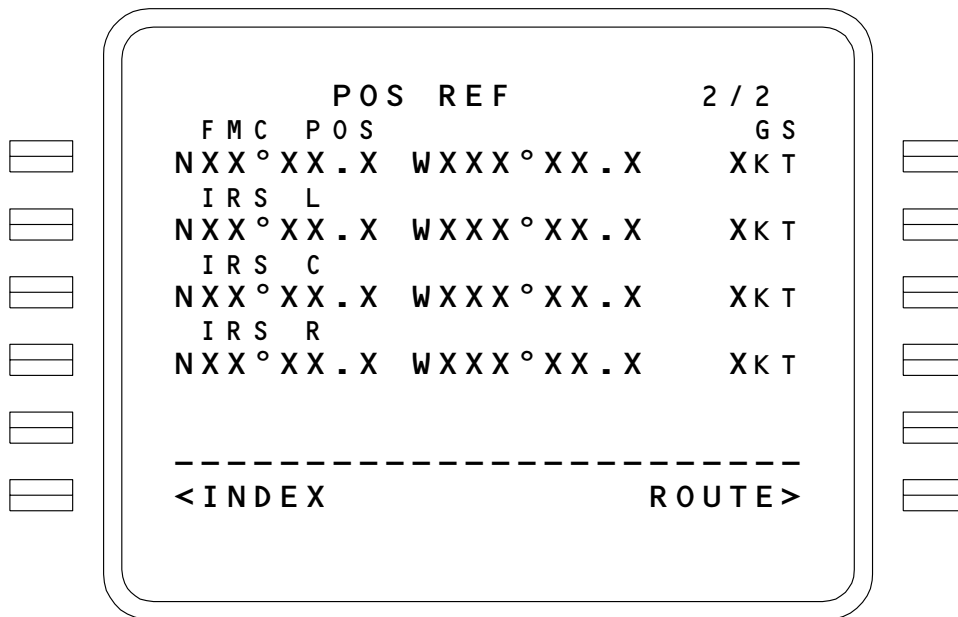 POS REF 2/2
FMC POS GS
NXX°XX.X WXXX°XX.X XKT
IRS L
NXX°XX.X WXXX°XX.X XKT
IRS C
NXX°XX.X WXXX°XX.X XKT
IRS R
NXX°XX.X WXXX°XX.X XKT
------------------------
<INDEX ROUTE>